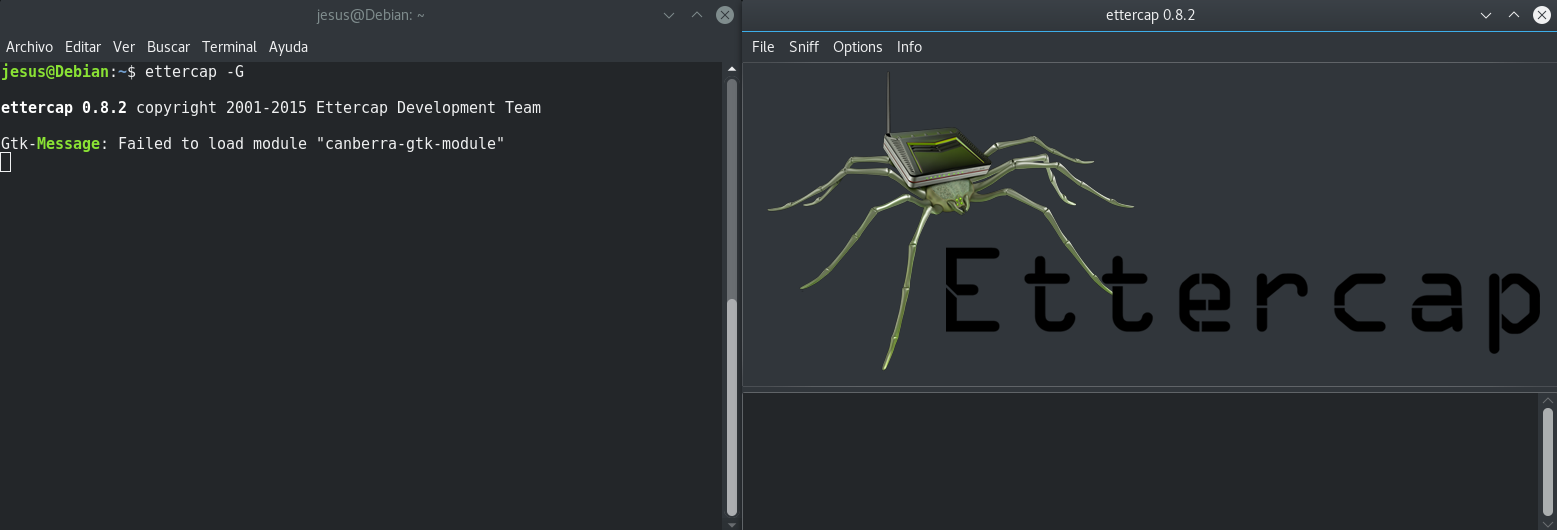 jesus@Debian: ~
Archivo Editar Ver Buscar Terminal Ayuda
jesus@Debian:~$ ettercap -G
ettercap 0.8.2 copyright 2001-2015 Ettercap Development Team
Gtk-Message: Failed to load module "canberra-gtk-module"
ettercap 0.8.2
File Sniff Options Info
Ettercap